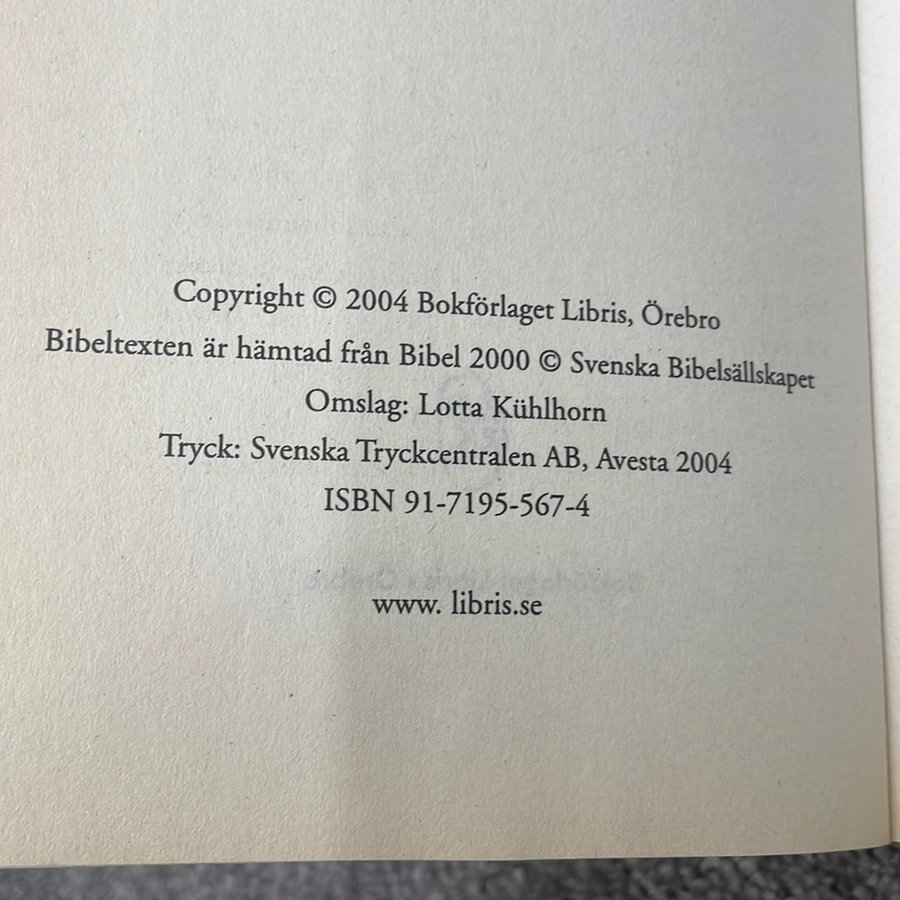 Copyright © 2004 Bokförlaget Libris, Örebro
Bibeltexten är hämtad från Bibel 2000 © Svenska Bibelsällskapet
Omslag: Lotta Kühlhorn
Tryck: Svenska Tryckcentralen AB, Avesta 2004
ISBN 91-7195-567-4
www. libris.se